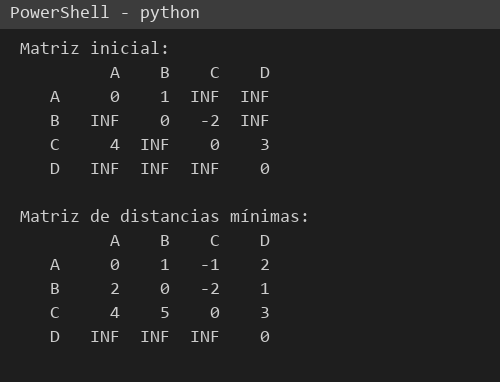 PowerShell - python
Matriz inicial:
A B C D
A 0 1 INF INF
B INF 0 -2 INF
C 4 INF 0 3
D INF INF INF 0
Matriz de distancias mínimas:
A B C D
A 0 1 -1 2
B 2 0 -2 1
C 4 5 0 3
D INF INF INF 0